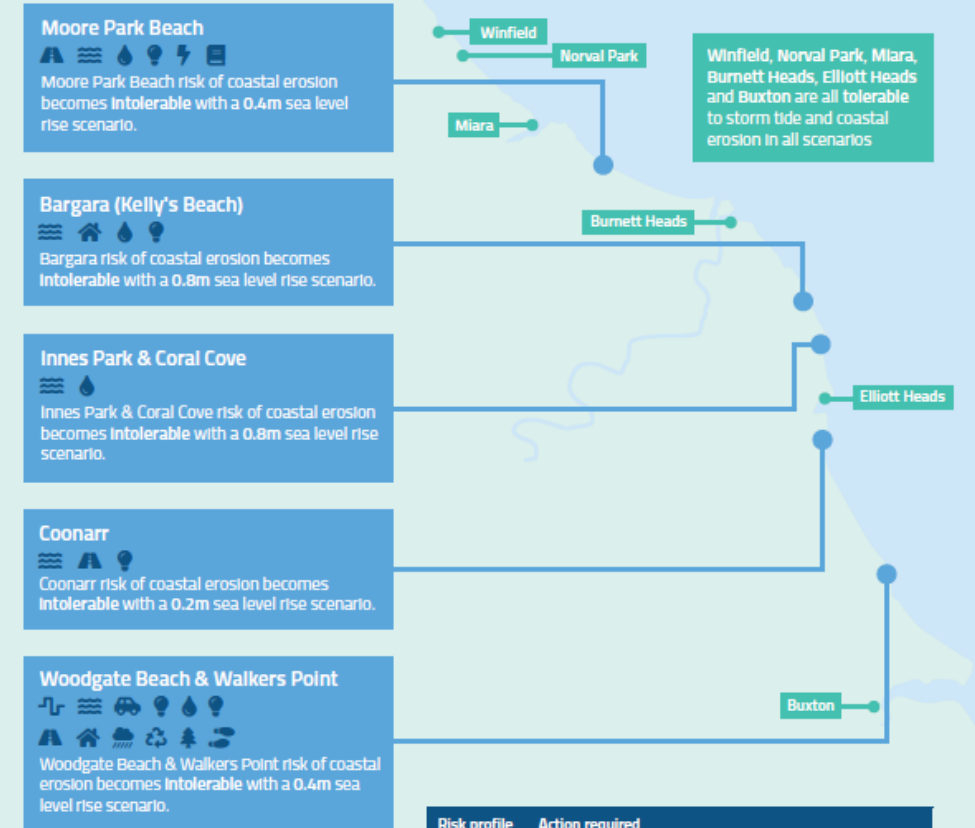 Moore Park Beach
Moore Park Beach risk of coastal erosion
becomes intolerable with a 0.4m sea level
rise scenario.
Bargara (Kelly's Beach)
Bargara risk of coastal erosion becomes
intolerable with a 0.8m sea level rise scenario.
Innes Park & Coral Cove
Innes Park & Coral Cove risk of coastal erosion
becomes intolerable with a 0.8m sea level rise
scenario.
Coonarr
Coonarr risk of coastal erosion becomes
intolerable with a 0.2m sea level rise scenario.
Woodgate Beach & Walkers Point
Woodgate Beach & Walkers Point risk of coastal
erosion becomes intolerable with a 0.4m sea
level rise scenario.
Winfield
Norval Park
Miara
Burnett Heads
Elliott Heads
Buxton
Winfield, Norval Park, Miara,
Burnett Heads, Elliott Heads
and Buxton are all tolerable
to storm tide and coastal
erosion in all scenarios
Risk profile Action required